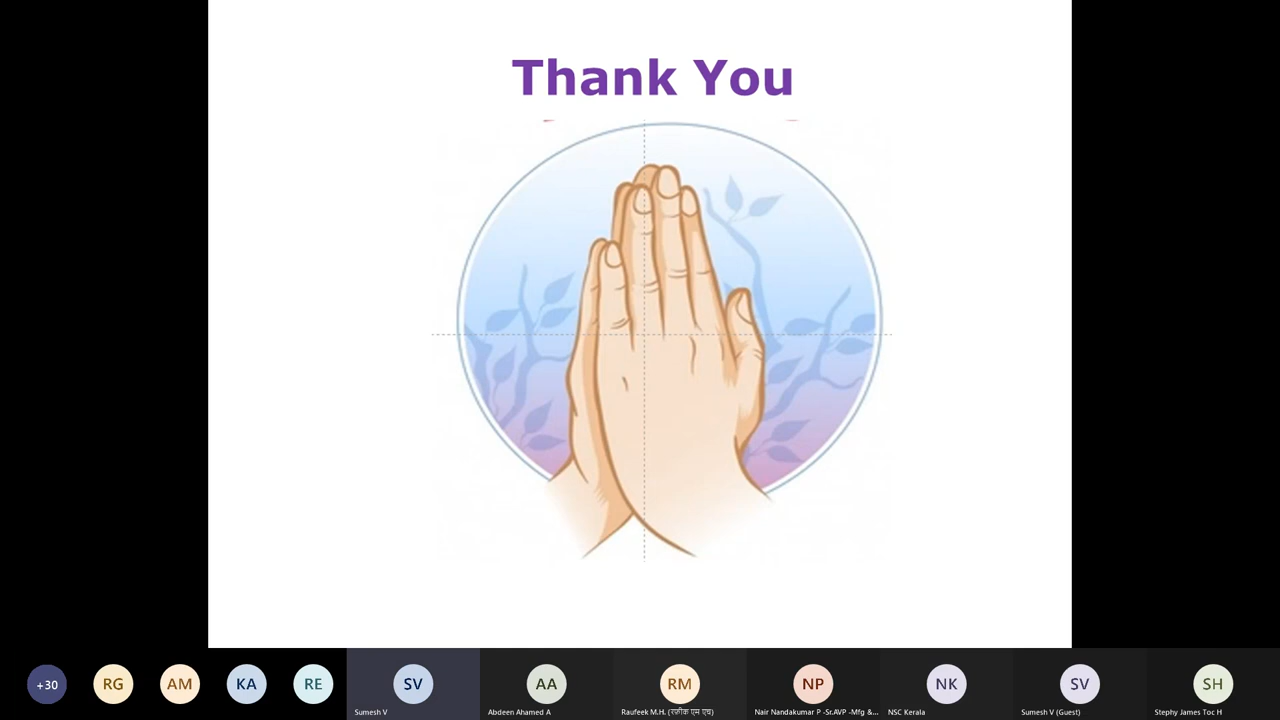 Thank You
+30
RG
AM
KA
RE
SV
AA
RM
NP
NK
SV
SH
Sumesh V
Abdeen Ahamed A
Raufeek M.H. (रफ़ीक एम एच)
Nair Nandakumar P -Sr.AVP -Mfg &...
NSC Kerala
Sumesh V (Guest)
Stephy James Toc H